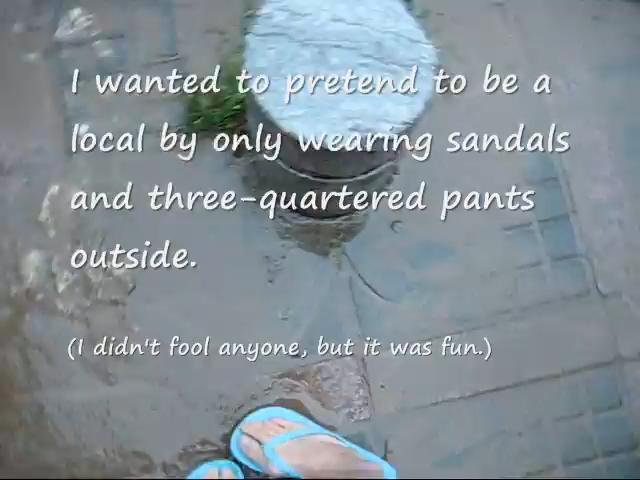 I wanted to pretend to be a
local by only wearing sandals
and three-quartered pants
outside.
(I didn't fool anyone, but it was fun.)